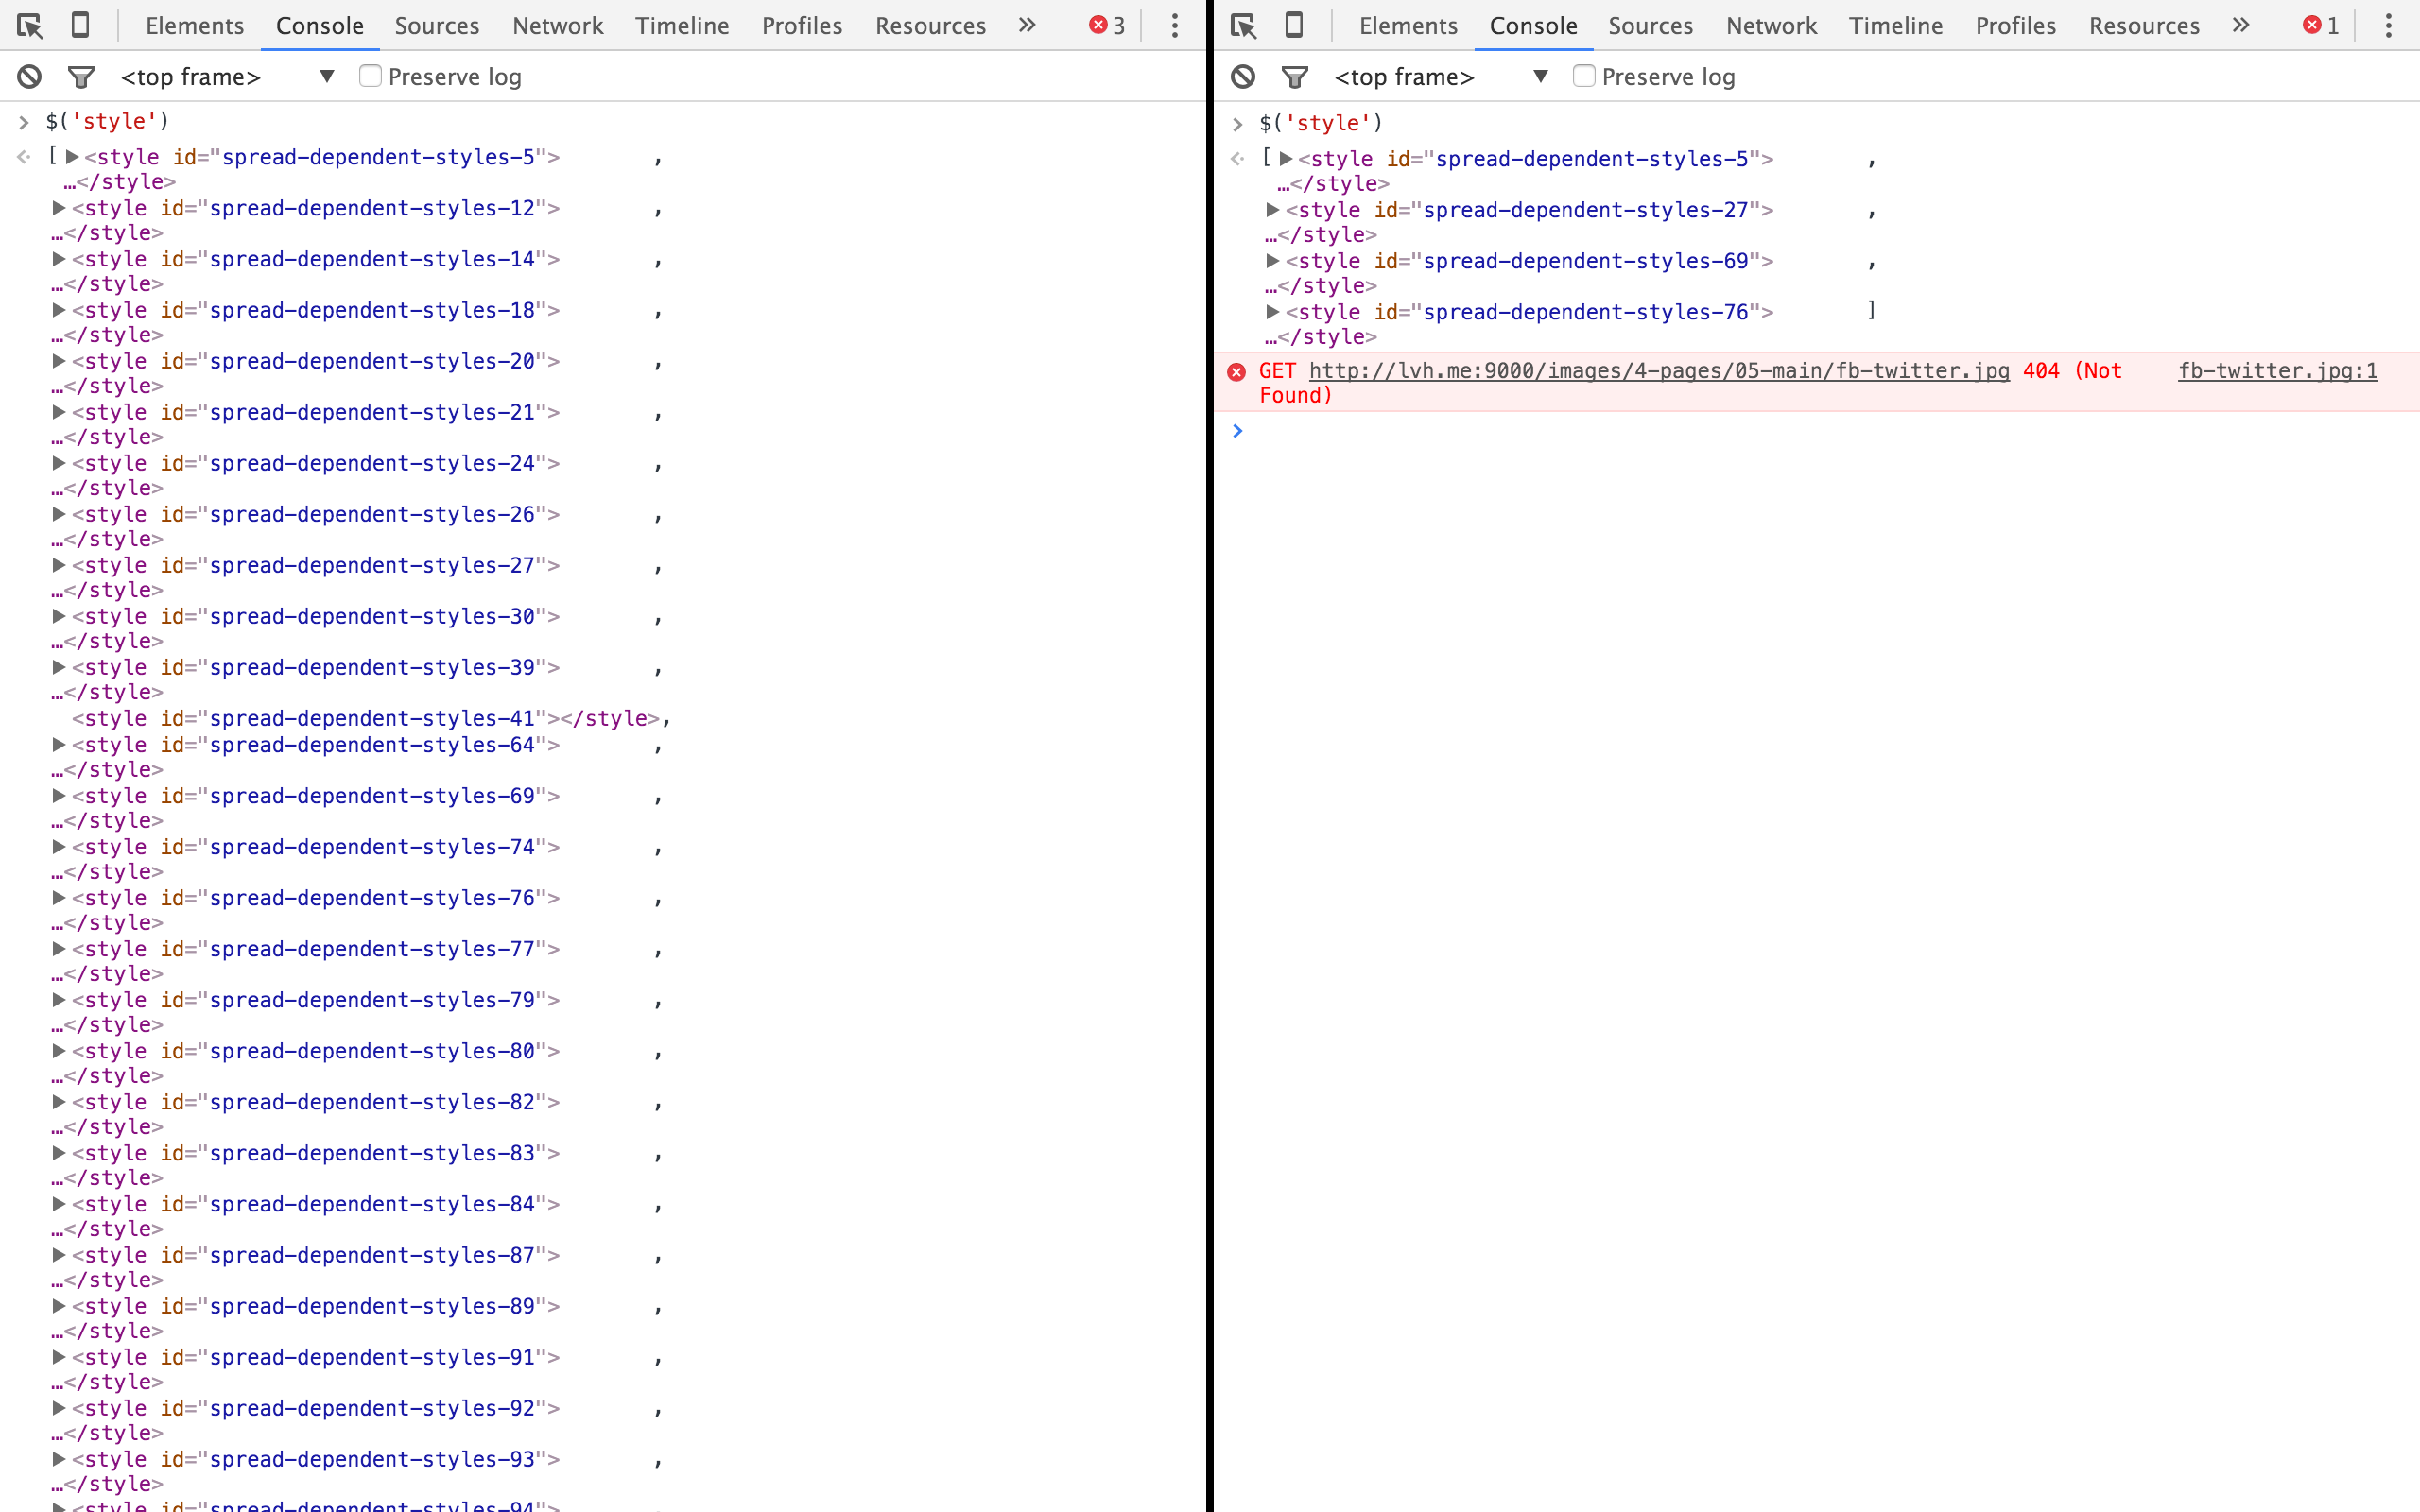 Elements Console Sources Network Timeline Profiles Resources » 3
<top frame> ▼ Preserve log
> $('style')
[ ▶<style id="spread-dependent-styles-5"> ,
…</style>
▶<style id="spread-dependent-styles-12"> ,
…</style>
▶<style id="spread-dependent-styles-14"> ,
…</style>
▶<style id="spread-dependent-styles-18"> ,
…</style>
▶<style id="spread-dependent-styles-20"> ,
…</style>
▶<style id="spread-dependent-styles-21"> ,
…</style>
▶<style id="spread-dependent-styles-24"> ,
…</style>
▶<style id="spread-dependent-styles-26"> ,
…</style>
▶<style id="spread-dependent-styles-27"> ,
…</style>
▶<style id="spread-dependent-styles-30"> ,
…</style>
▶<style id="spread-dependent-styles-39"> ,
…</style>
<style id="spread-dependent-styles-41"></style>,
▶<style id="spread-dependent-styles-64"> ,
…</style>
▶<style id="spread-dependent-styles-69"> ,
…</style>
▶<style id="spread-dependent-styles-74"> ,
…</style>
▶<style id="spread-dependent-styles-76"> ,
…</style>
▶<style id="spread-dependent-styles-77"> ,
…</style>
▶<style id="spread-dependent-styles-79"> ,
…</style>
▶<style id="spread-dependent-styles-80"> ,
…</style>
▶<style id="spread-dependent-styles-82"> ,
…</style>
▶<style id="spread-dependent-styles-83"> ,
…</style>
▶<style id="spread-dependent-styles-84"> ,
…</style>
▶<style id="spread-dependent-styles-87"> ,
…</style>
▶<style id="spread-dependent-styles-89"> ,
…</style>
▶<style id="spread-dependent-styles-91"> ,
…</style>
▶<style id="spread-dependent-styles-92"> ,
…</style>
▶<style id="spread-dependent-styles-93"> ,
…</style>
▶<style id="spread-dependent-styles-94"> ,
Elements Console Sources Network Timeline Profiles Resources » 1
<top frame> ▼ Preserve log
> $('style')
[ ▶<style id="spread-dependent-styles-5"> ,
…</style>
▶<style id="spread-dependent-styles-27"> ,
…</style>
▶<style id="spread-dependent-styles-69"> ,
…</style>
▶<style id="spread-dependent-styles-76"> ]
…</style>
GET http://lvh.me:9000/images/4-pages/05-main/fb-twitter.jpg 404 (Not fb-twitter.jpg:1
Found)
>